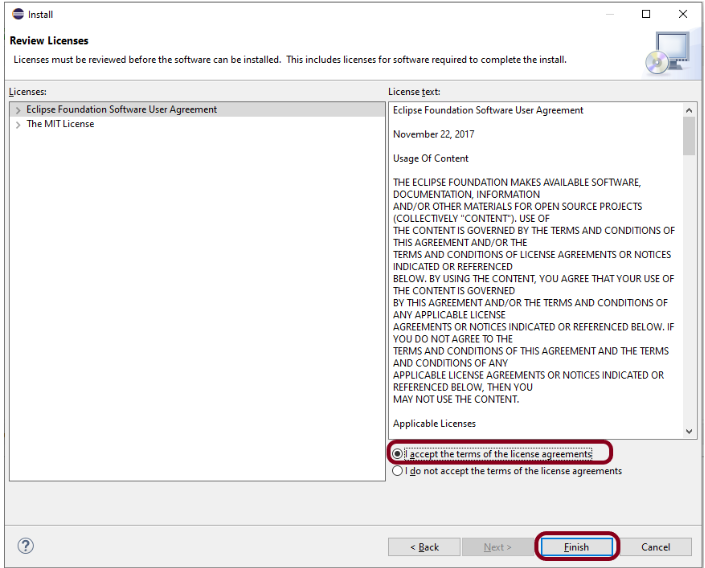 Install
Review Licenses
Licenses must be reviewed before the software can be installed. This includes licenses for software required to complete the install.
Licenses:
Eclipse Foundation Software User Agreement
The MIT License
License text:
Eclipse Foundation Software User Agreement
November 22, 2017
Usage Of Content
THE ECLIPSE FOUNDATION MAKES AVAILABLE SOFTWARE,
DOCUMENTATION, INFORMATION
AND/OR OTHER MATERIALS FOR OPEN SOURCE PROJECTS
(COLLECTIVELY "CONTENT"). USE OF
THE CONTENT IS GOVERNED BY THE TERMS AND CONDITIONS OF
THIS AGREEMENT AND/OR THE
TERMS AND CONDITIONS OF LICENSE AGREEMENTS OR NOTICES
INDICATED OR REFERENCED
BELOW. BY USING THE CONTENT, YOU AGREE THAT YOUR USE OF
THE CONTENT IS GOVERNED
BY THIS AGREEMENT AND/OR THE TERMS AND CONDITIONS OF
ANY APPLICABLE LICENSE
AGREEMENTS OR NOTICES INDICATED OR REFERENCED BELOW. IF
YOU DO NOT AGREE TO THE
TERMS AND CONDITIONS OF THIS AGREEMENT AND THE TERMS
AND CONDITIONS OF ANY
APPLICABLE LICENSE AGREEMENTS OR NOTICES INDICATED OR
REFERENCED BELOW, THEN YOU
MAY NOT USE THE CONTENT.
Applicable Licenses
I accept the terms of the license agreements
I do not accept the terms of the license agreements
?
< Back
Next >
Finish
Cancel